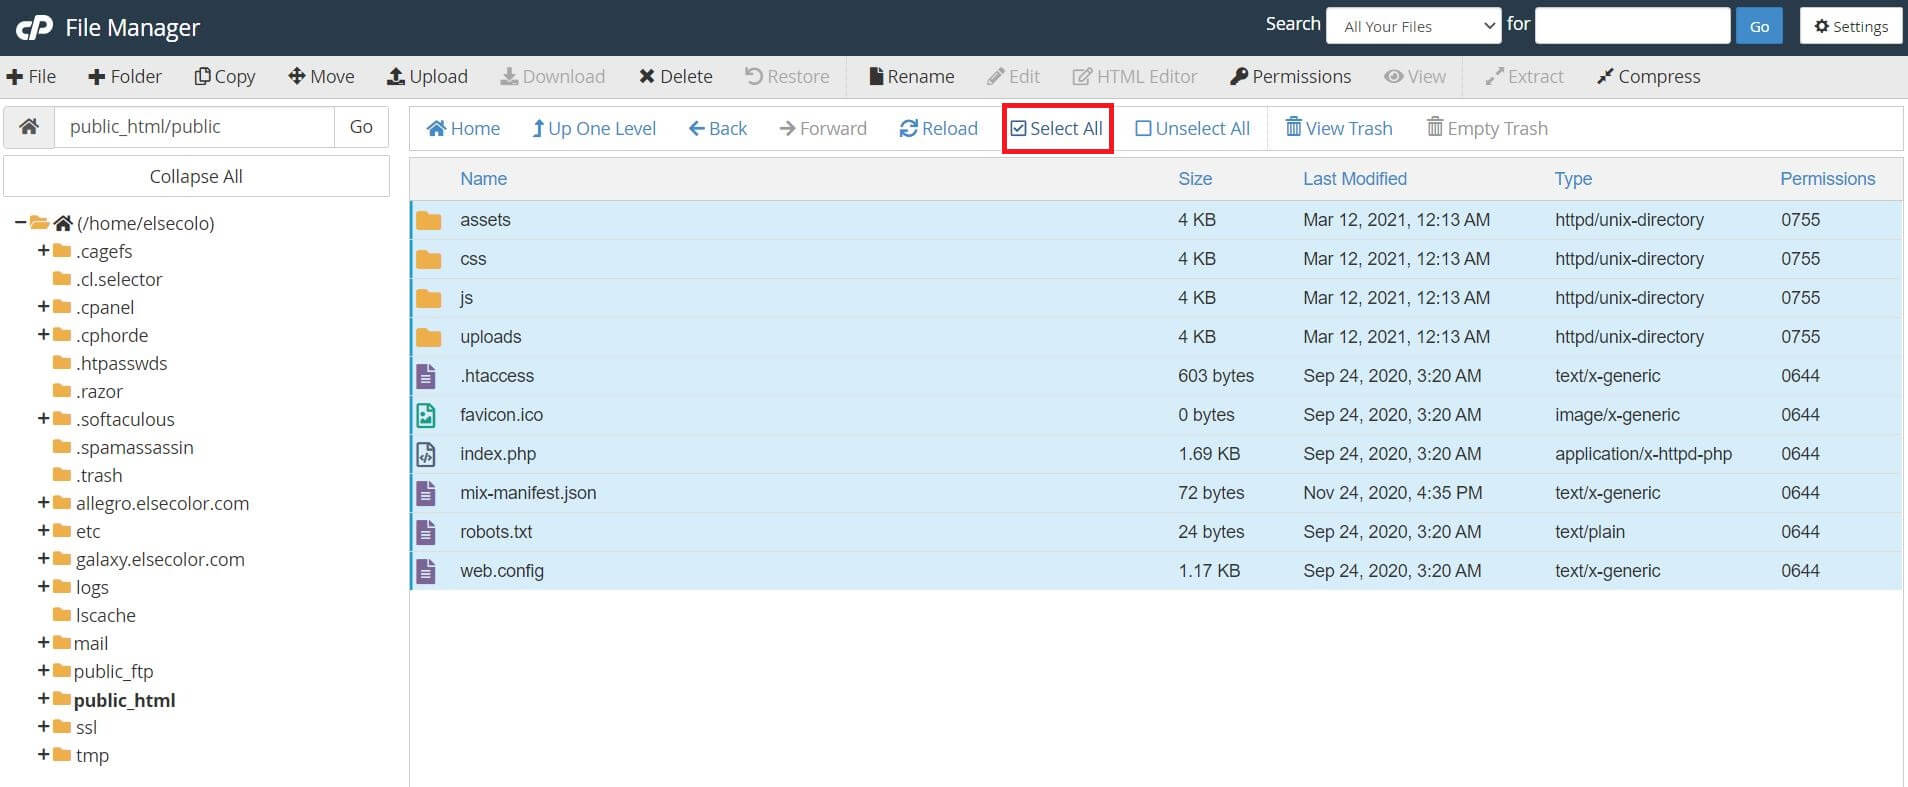 cP File Manager Search All Your Files for Go Settings
File Folder Copy Move Upload Download Delete Restore Rename Edit HTML Editor Permissions View Extract Compress
public_html/public Go
Home Up One Level Back Forward Reload Select All Unselect All View Trash Empty Trash
Collapse All
(/home/elsecolo)
.cagefs
.cl.selector
.cpanel
.cphorde
.htpasswds
.razor
.softaculous
.spamassassin
.trash
allegro.elsecolor.com
etc
galaxy.elsecolor.com
logs
lscache
mail
public_ftp
public_html
ssl
tmp
Name Size Last Modified Type Permissions
assets 4 KB Mar 12, 2021, 12:13 AM httpd/unix-directory 0755
css 4 KB Mar 12, 2021, 12:13 AM httpd/unix-directory 0755
js 4 KB Mar 12, 2021, 12:13 AM httpd/unix-directory 0755
uploads 4 KB Mar 12, 2021, 12:13 AM httpd/unix-directory 0755
.htaccess 603 bytes Sep 24, 2020, 3:20 AM text/x-generic 0644
favicon.ico 0 bytes Sep 24, 2020, 3:20 AM image/x-generic 0644
index.php 1.69 KB Sep 24, 2020, 3:20 AM application/x-httpd-php 0644
mix-manifest.json 72 bytes Nov 24, 2020, 4:35 PM text/x-generic 0644
robots.txt 24 bytes Sep 24, 2020, 3:20 AM text/plain 0644
web.config 1.17 KB Sep 24, 2020, 3:20 AM text/x-generic 0644